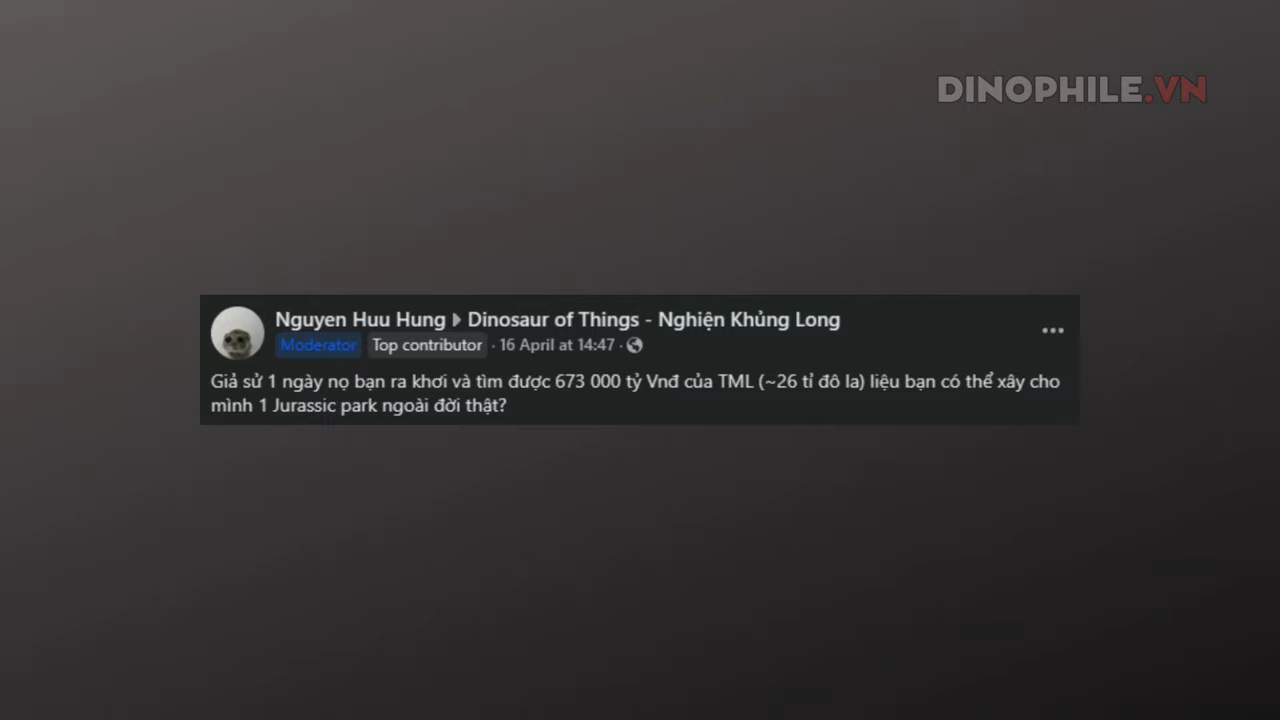 DINOPHILE.VN
Nguyen Huu Hung ▸ Dinosaur of Things - Nghiện Khủng Long
Moderator Top contributor · 16 April at 14:47 ·
Giả sử 1 ngày nọ bạn ra khơi và tìm được 673 000 tỷ Vnđ của TML (~26 tỉ đô la) liệu bạn có thể xây cho
mình 1 Jurassic park ngoài đời thật?